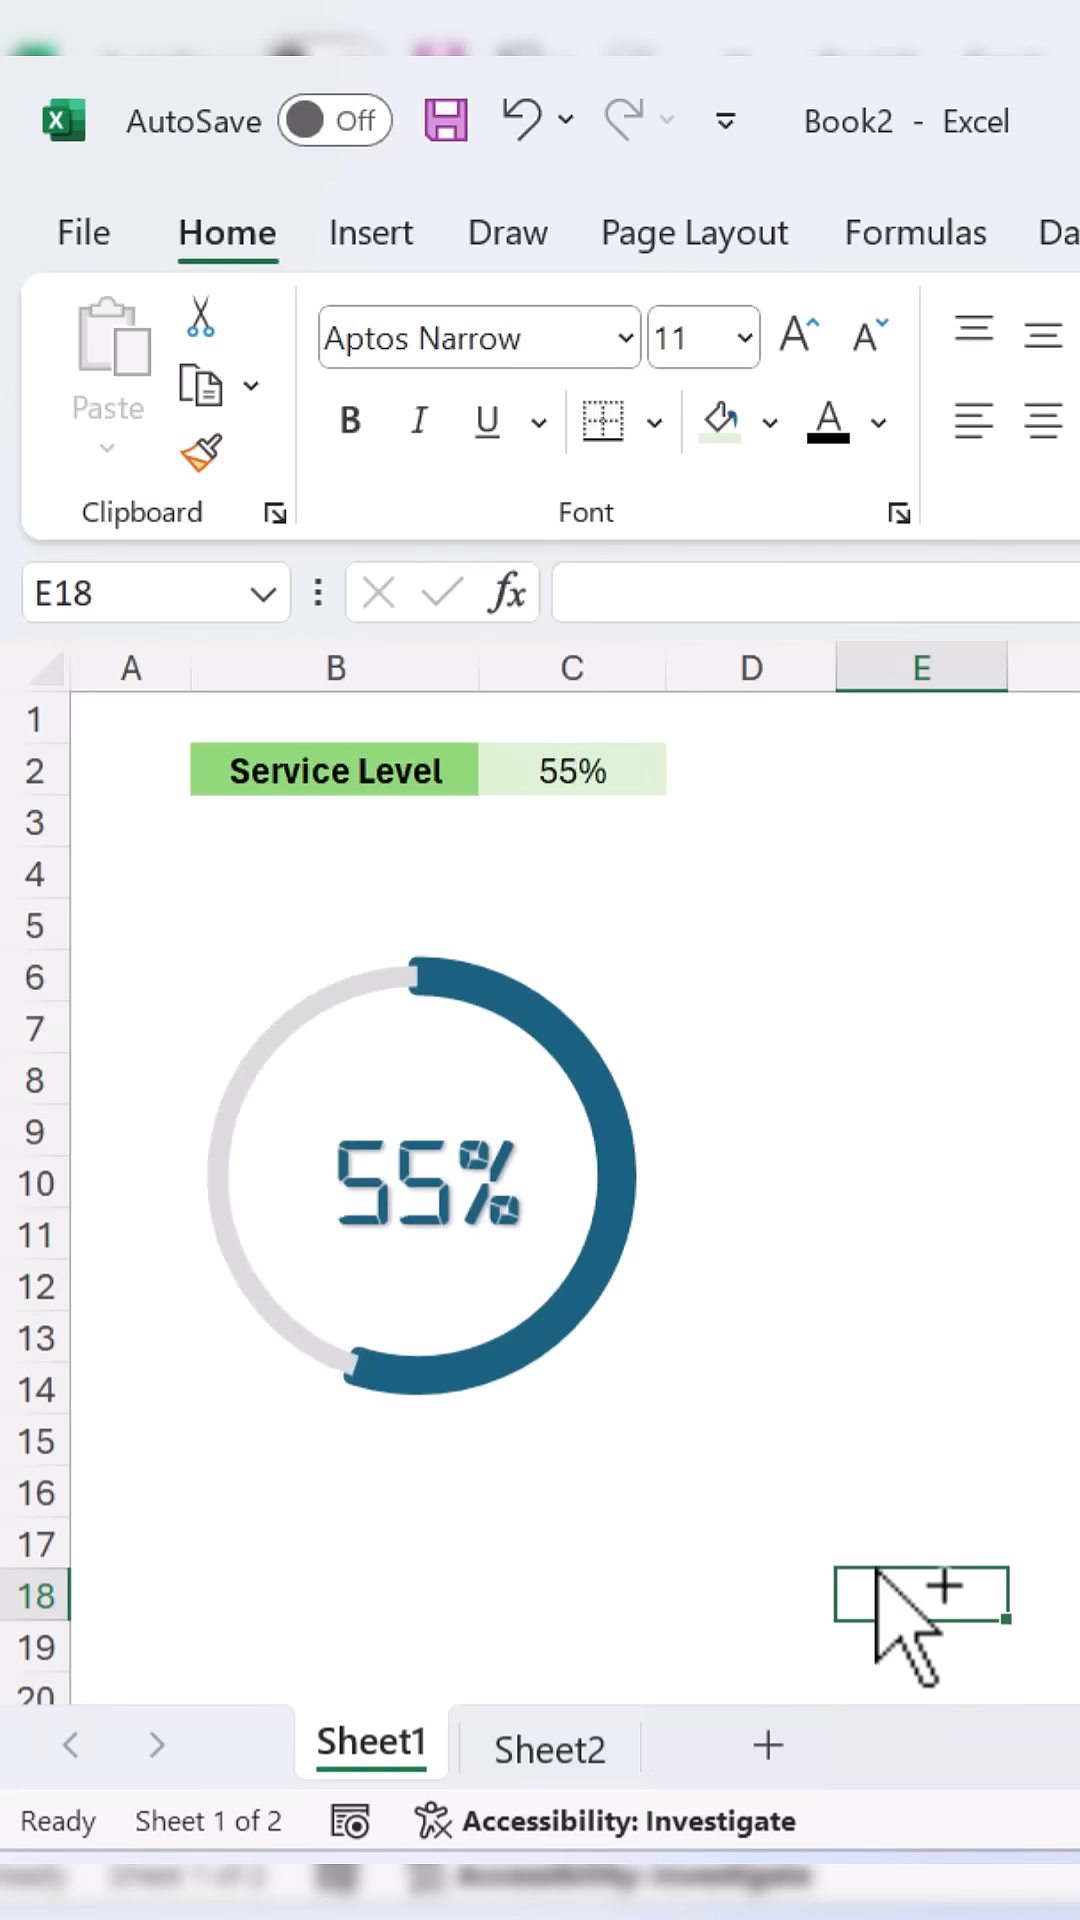 AutoSave Off Book2 - Excel
File Home Insert Draw Page Layout Formulas Da
Aptos Narrow 11
Paste
B I U A
Clipboard Font
E18 fx
A B C D E
1
2 Service Level 55%
3
4
5
6
7
8
9
10 55%
11
12
13
14
15
16
17
18
19
20
Sheet1 Sheet2
Ready Sheet 1 of 2 Accessibility: Investigate